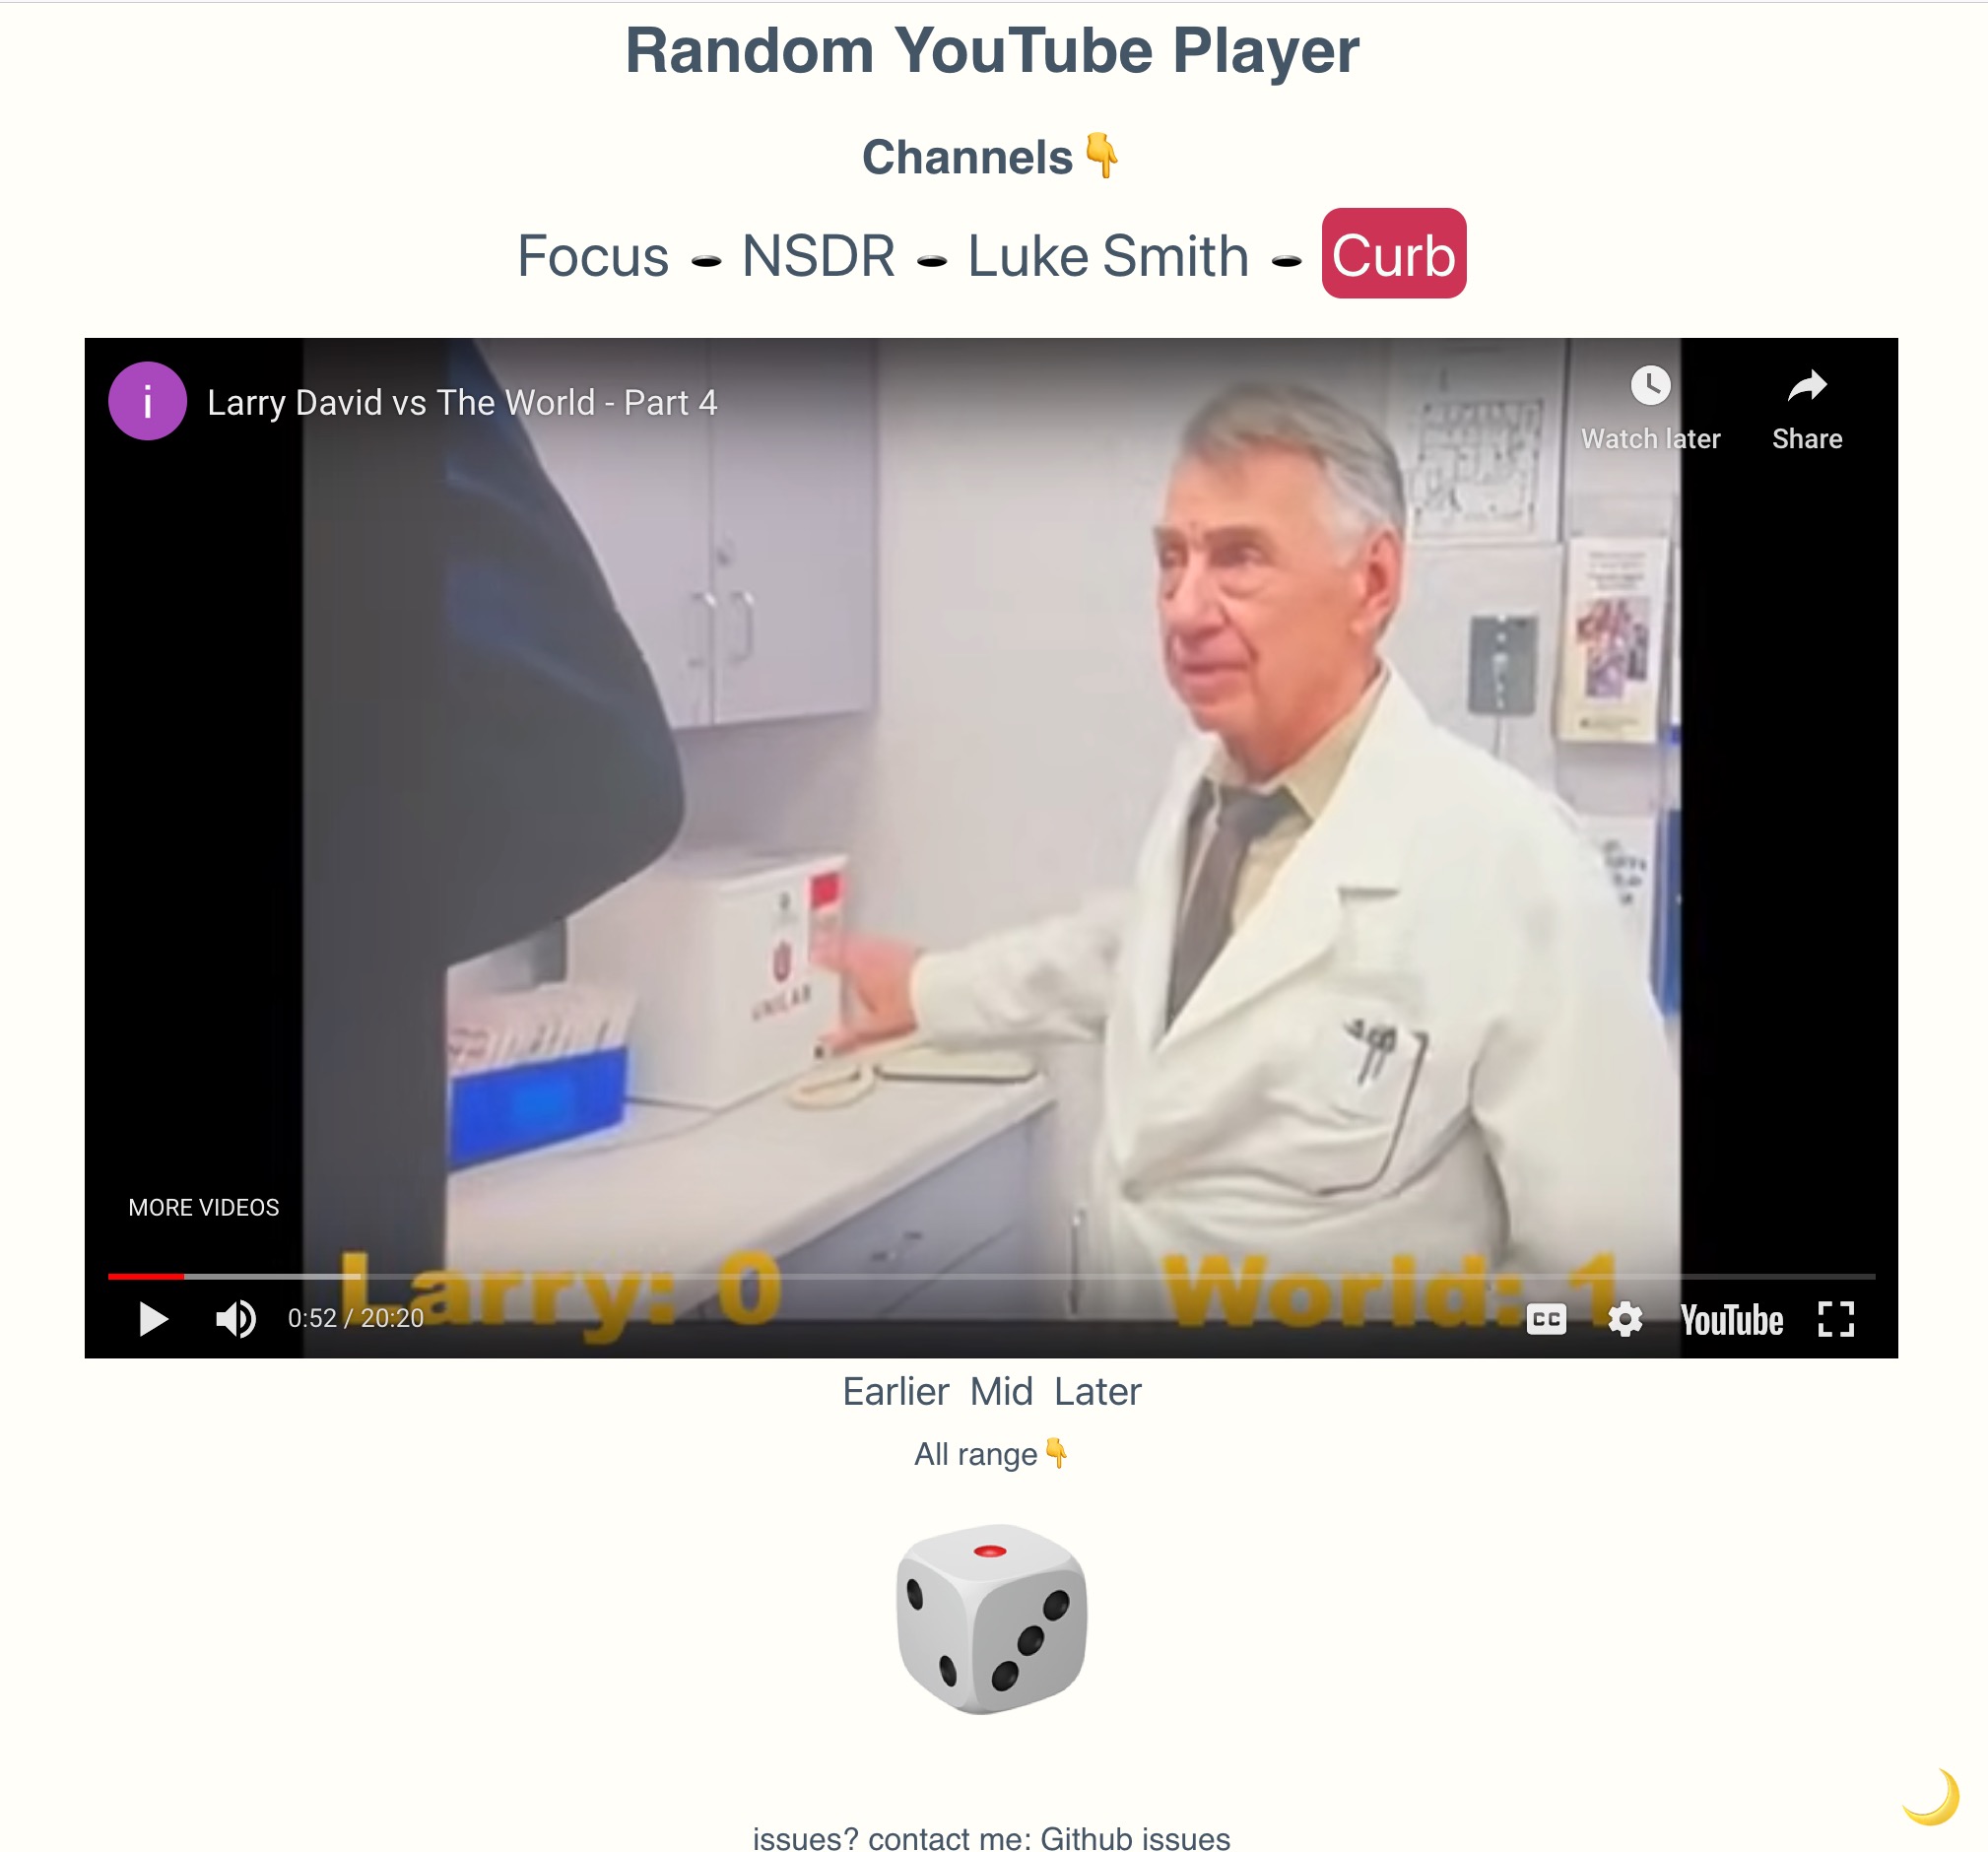 Random YouTube Player
Channels👇
Focus 🕳️ NSDR 🕳️ Luke Smith 🕳️ Curb
i Larry David vs The World - Part 4
Watch later Share
UNILAB
MORE VIDEOS
Larry: 0 World: 1
0:52 / 20:20 CC YouTube
Earlier Mid Later
All range👇
issues? contact me: Github issues